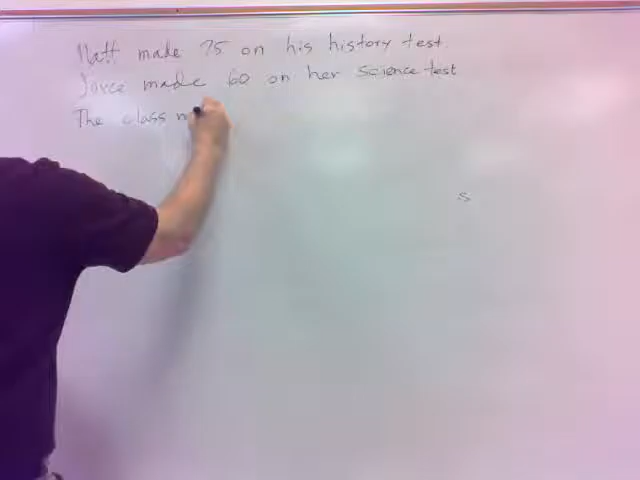 Matt made 75 on his history test.
Joyce made 60 on her science test
The class
s